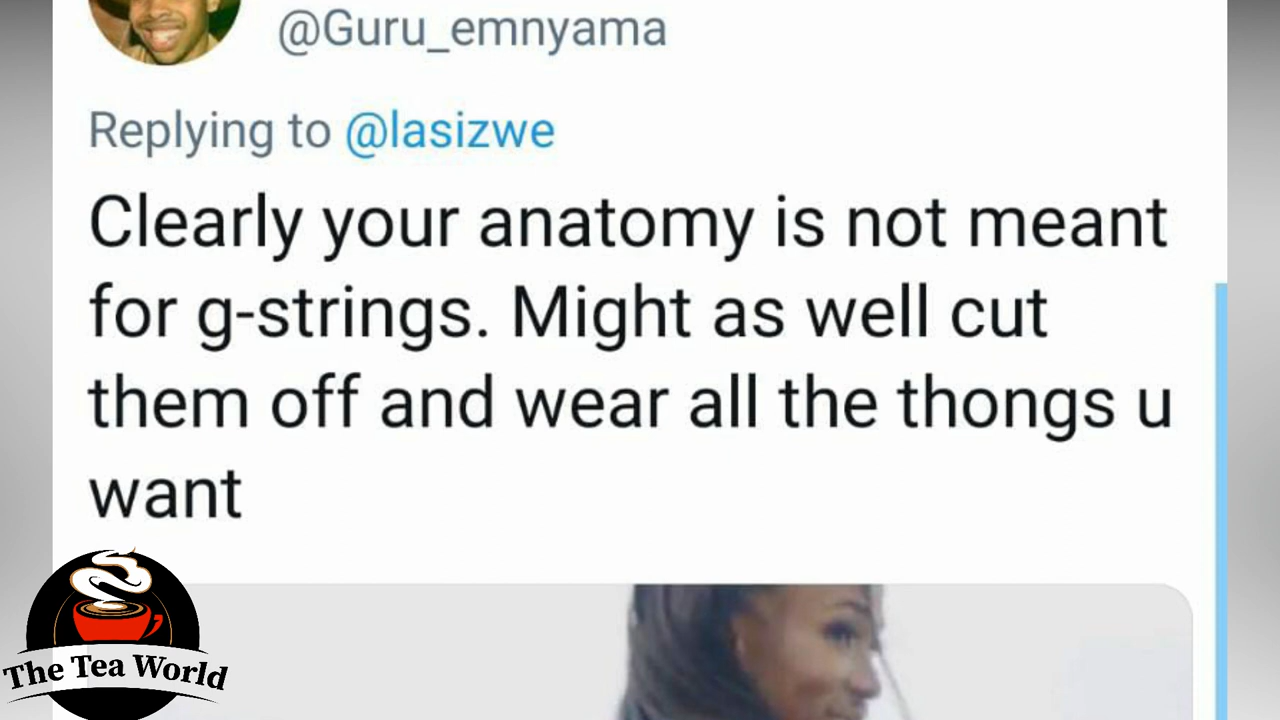 @Guru_emnyama
Replying to @lasizwe
Clearly your anatomy is not meant
for g-strings. Might as well cut
them off and wear all the thongs u
want
The Tea World